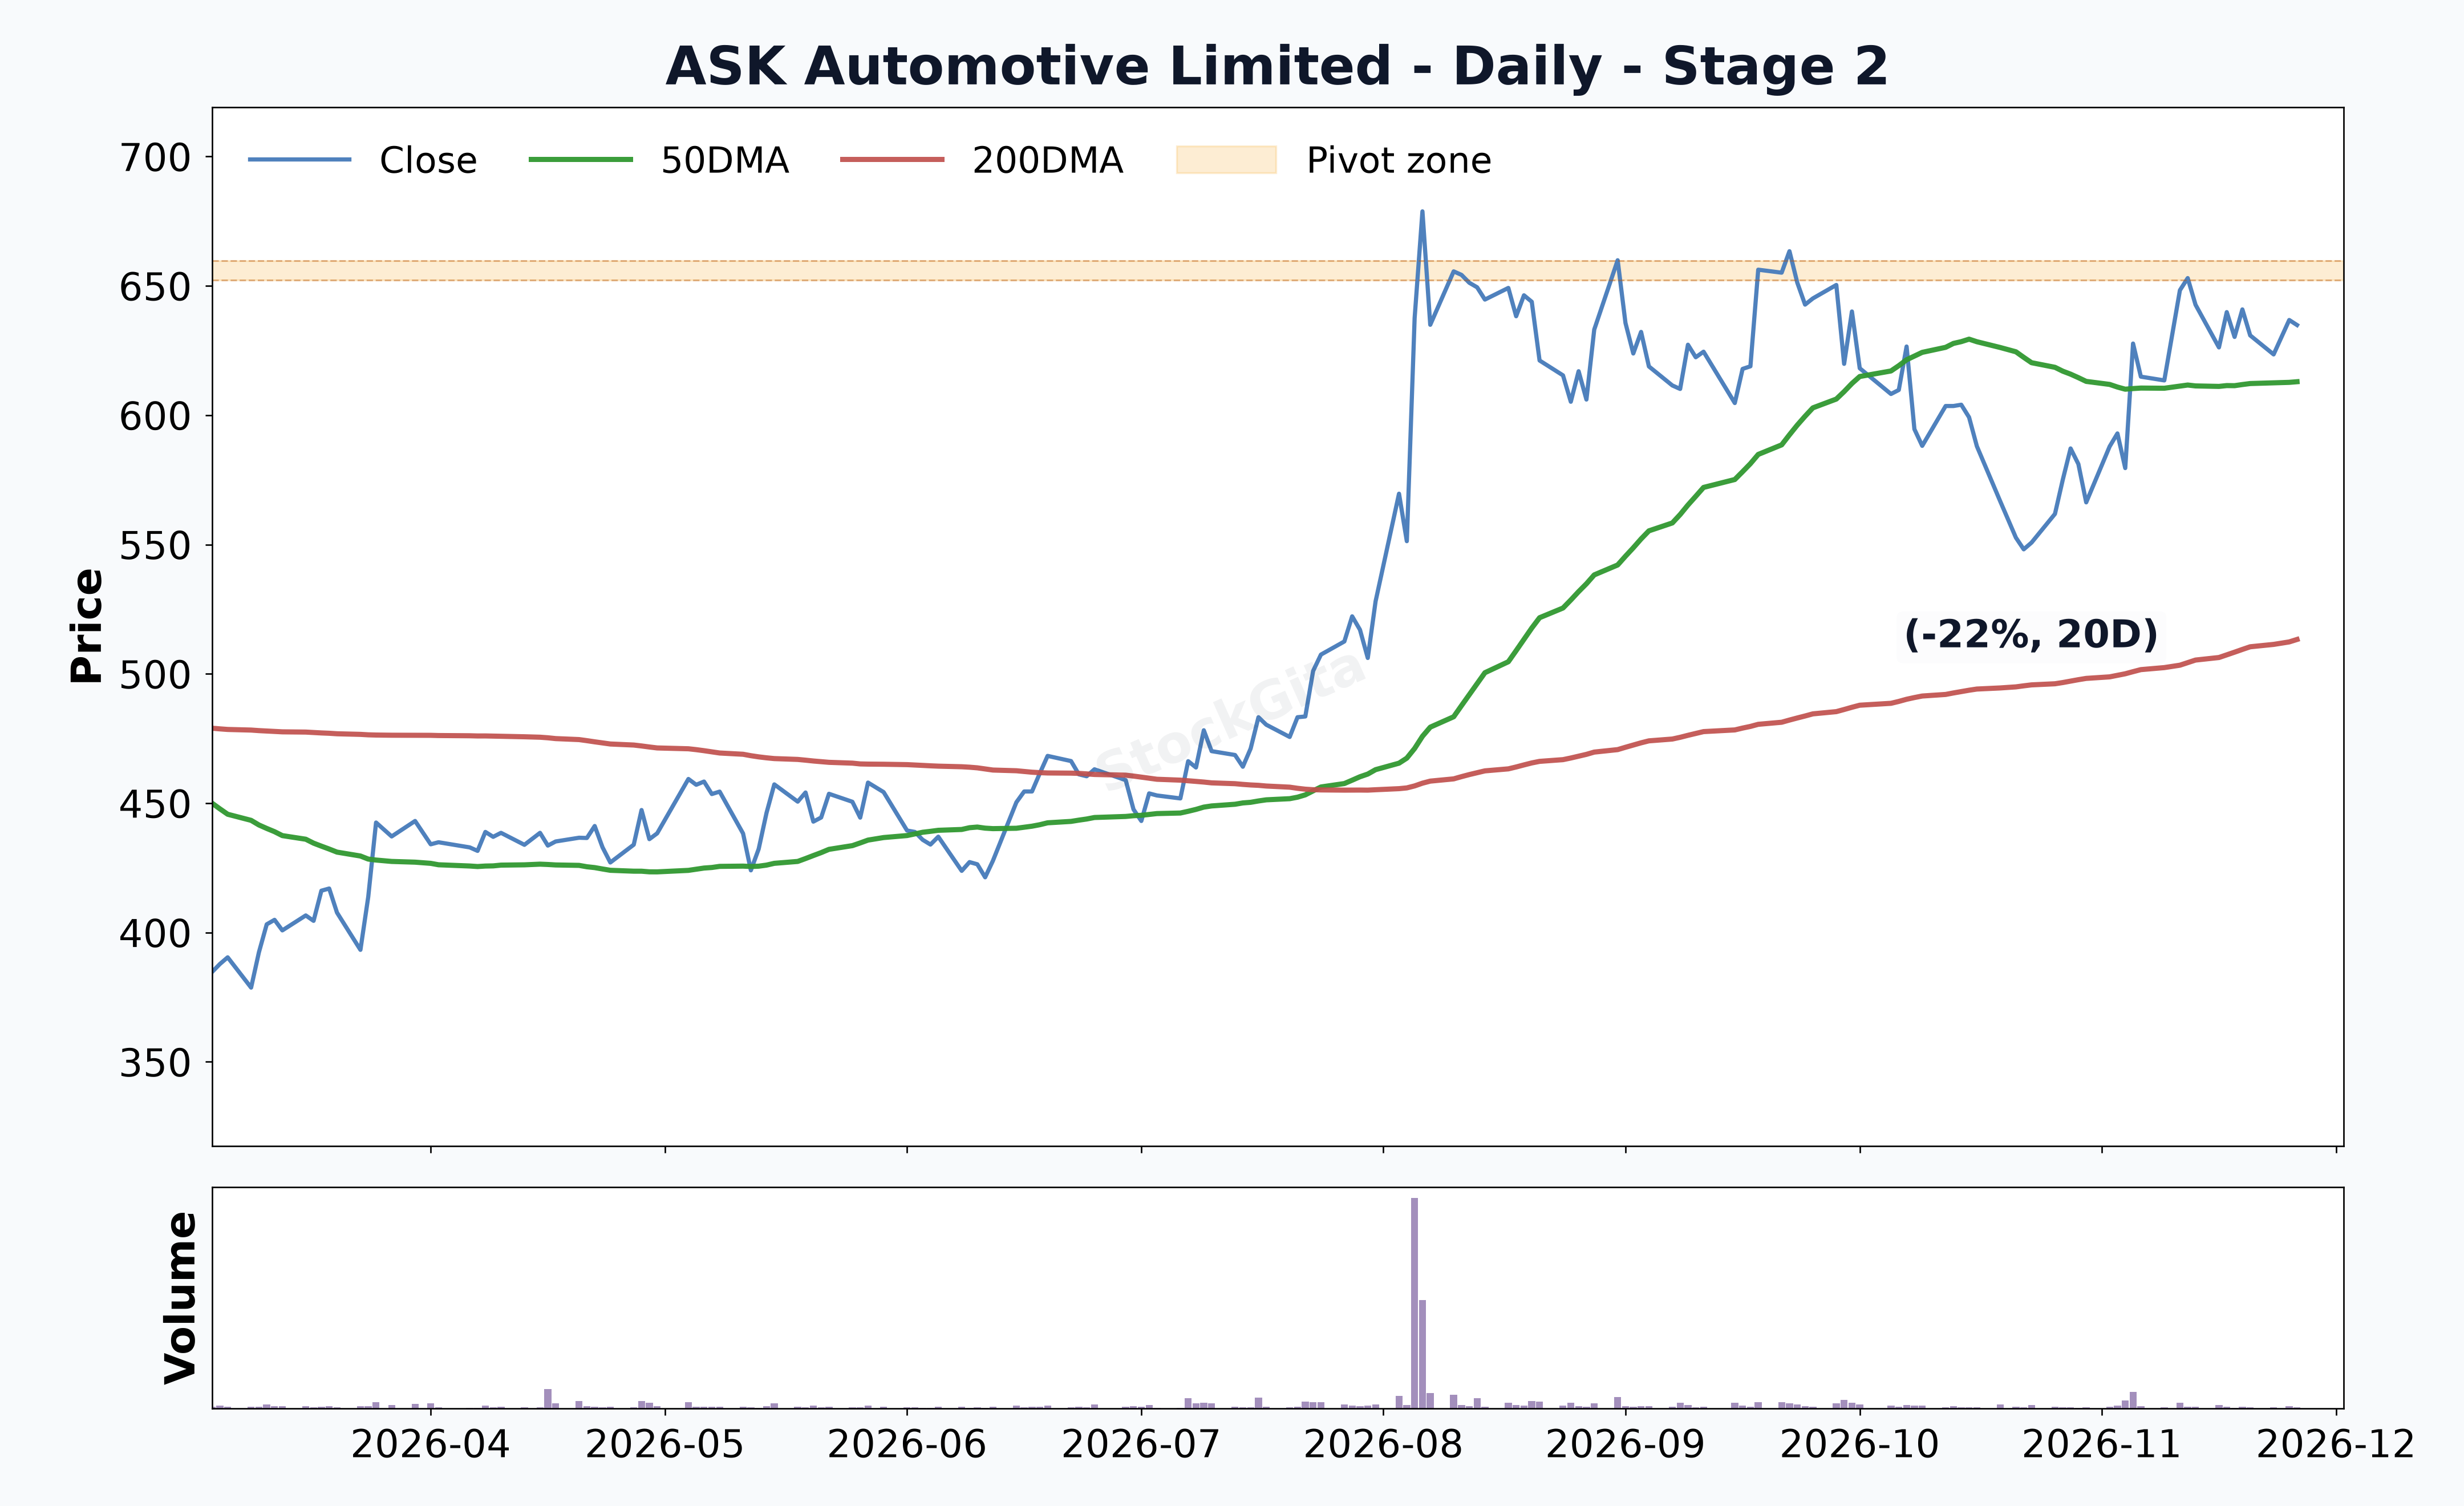 ASK Automotive Limited - Daily - Stage 2
Close 50DMA 200DMA Pivot zone
Price
700
650
600
550
500
450
400
350
(-22%, 20D)
StockGita
Volume
2026-04 2026-05 2026-06 2026-07 2026-08 2026-09 2026-10 2026-11 2026-12